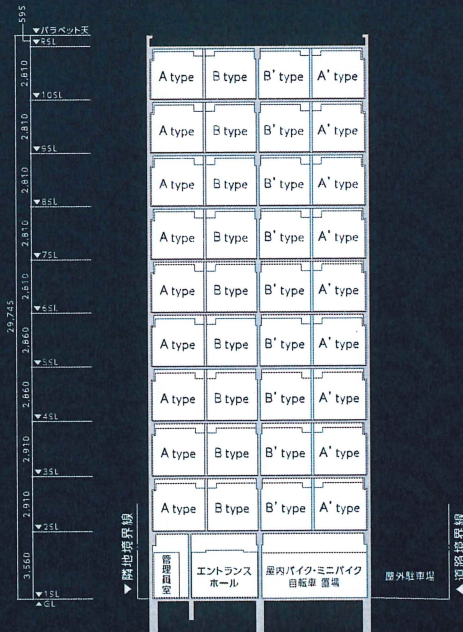 595
▼パラペット天
▼RSL
2,810
▼10SL
2,810
▼9SL
2,810
▼8SL
2,810
▼7SL
2,810
▼6SL
2,860
▼5SL
2,860
▼4SL
2,910
▼3SL
2,910
▼2SL
3,560
▼1SL
▲GL
29,745
A type B type B' type A' type
A type B type B' type A' type
A type B type B' type A' type
A type B type B' type A' type
A type B type B' type A' type
A type B type B' type A' type
A type B type B' type A' type
A type B type B' type A' type
A type B type B' type A' type
▼隣地境界線
管理員室
エントランス
ホール
屋内バイク・ミニバイク
自転車 置場
屋外駐車場
▼道路境界線